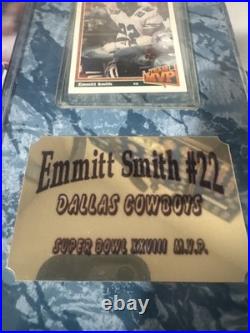 MVP
Emmitt Smith
Emmitt Smith #22
DALLAS COWBOYS
SUPER BOWL XXVIII M.V.P.